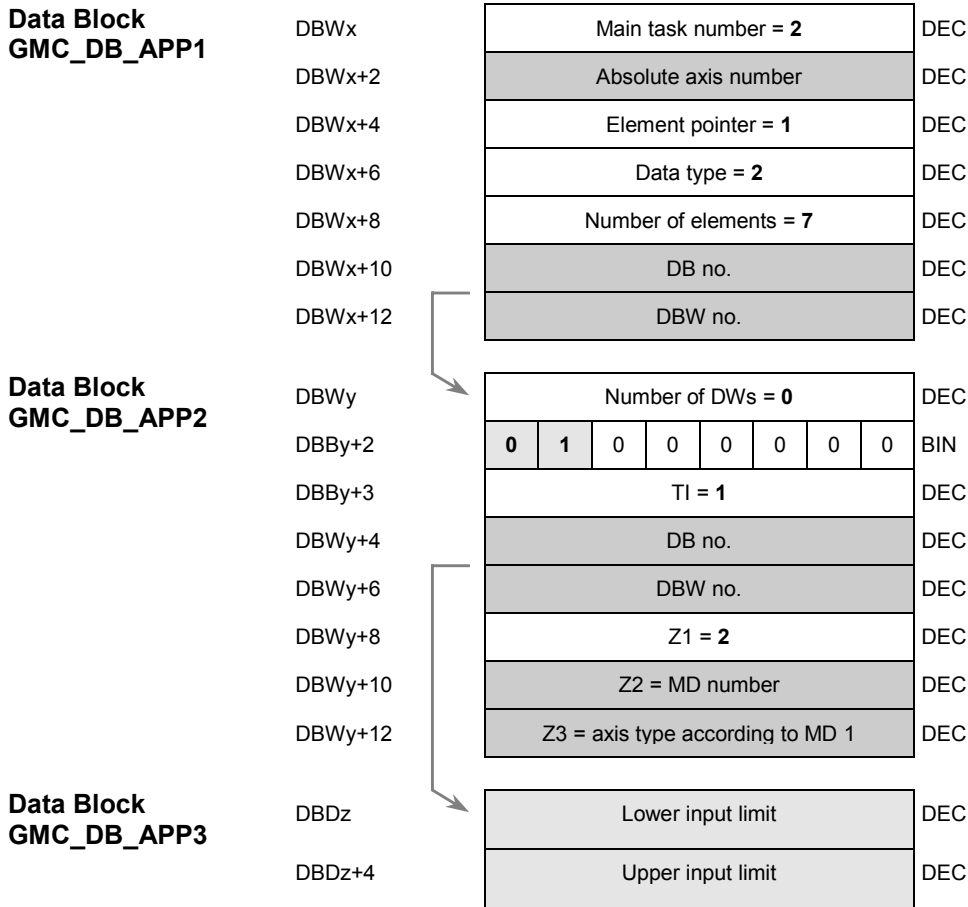 Data Block
GMC_DB_APP1
DBWx Main task number = 2 DEC
DBWx+2 Absolute axis number DEC
DBWx+4 Element pointer = 1 DEC
DBWx+6 Data type = 2 DEC
DBWx+8 Number of elements = 7 DEC
DBWx+10 DB no. DEC
DBWx+12 DBW no. DEC
Data Block
GMC_DB_APP2
DBWy Number of DWs = 0 DEC
DBBy+2 0 1 0 0 0 0 0 0 BIN
DBBy+3 TI = 1 DEC
DBWy+4 DB no. DEC
DBWy+6 DBW no. DEC
DBWy+8 Z1 = 2 DEC
DBWy+10 Z2 = MD number DEC
DBWy+12 Z3 = axis type according to MD 1 DEC
Data Block
GMC_DB_APP3
DBDz Lower input limit DEC
DBDz+4 Upper input limit DEC